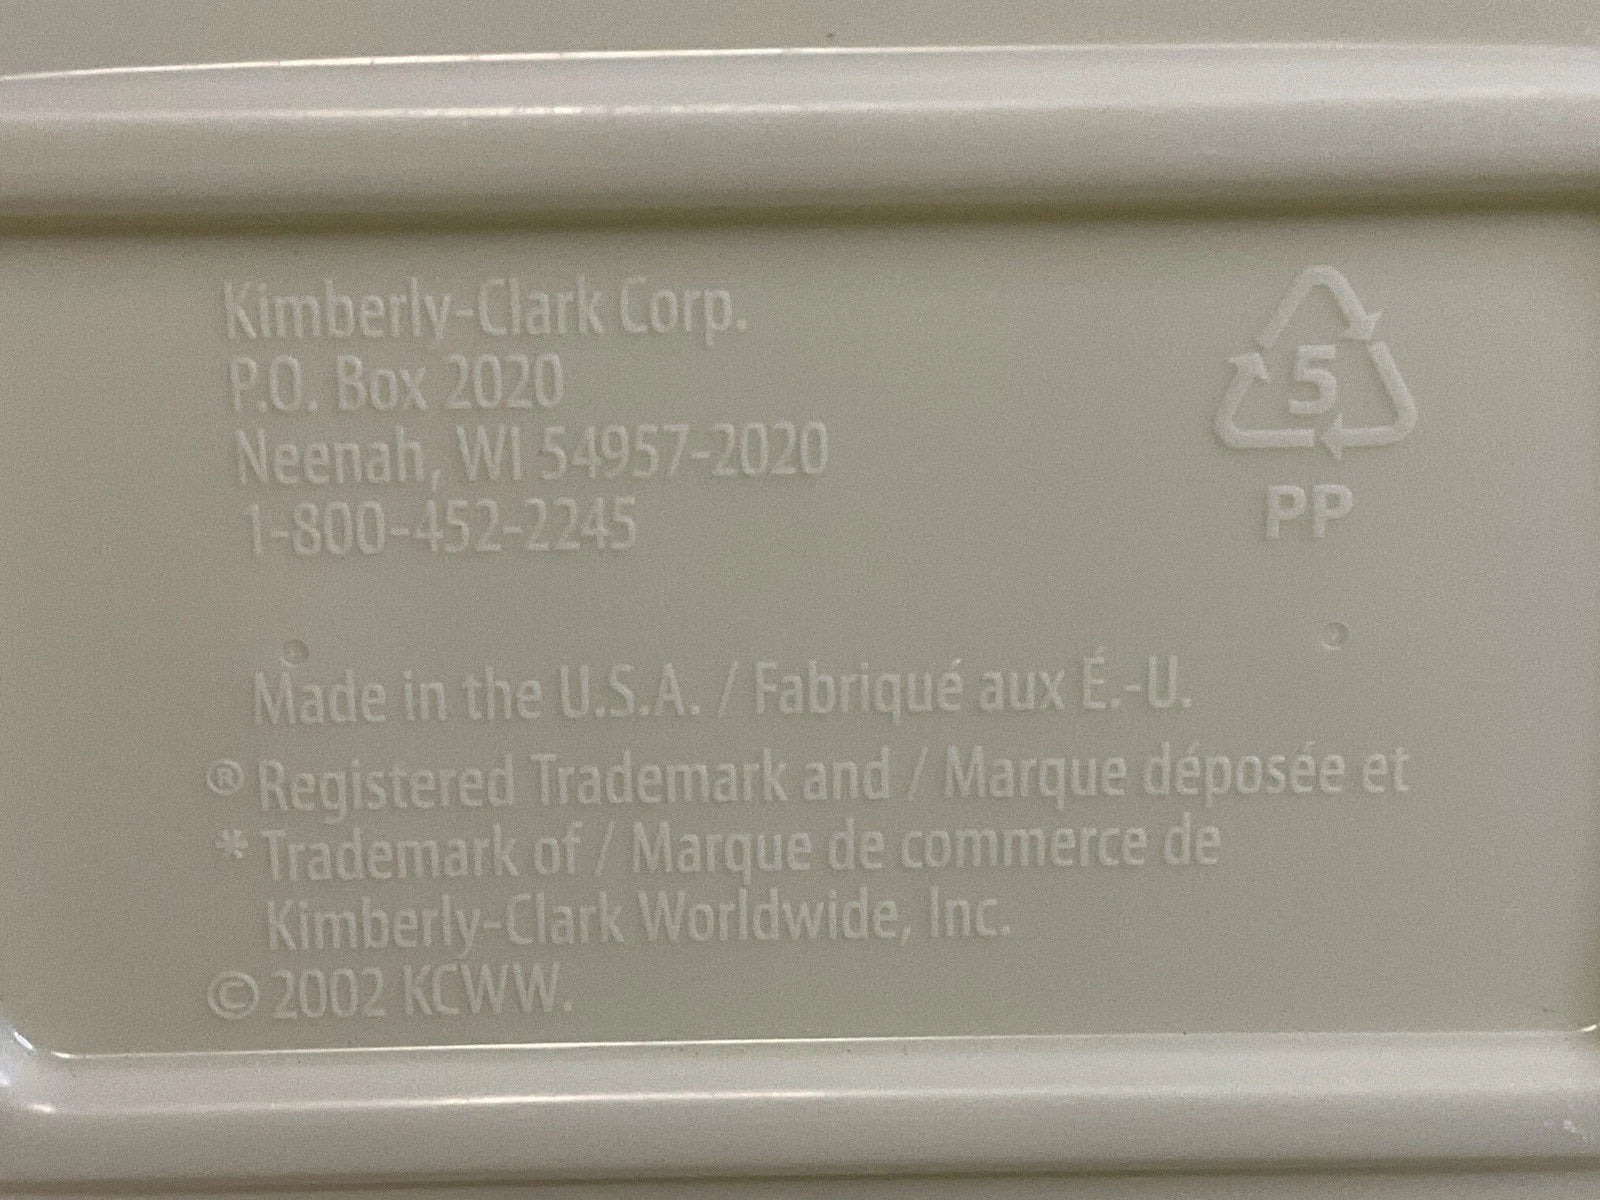 Kimberly-Clark Corp.
P.O. Box 2020
Neenah, WI 54957-2020
1-800-452-2245
5
PP
Made in the U.S.A. / Fabriqué aux É.-U.
® Registered Trademark and / Marque déposée et
* Trademark of / Marque de commerce de
Kimberly-Clark Worldwide, Inc.
© 2002 KCWW.